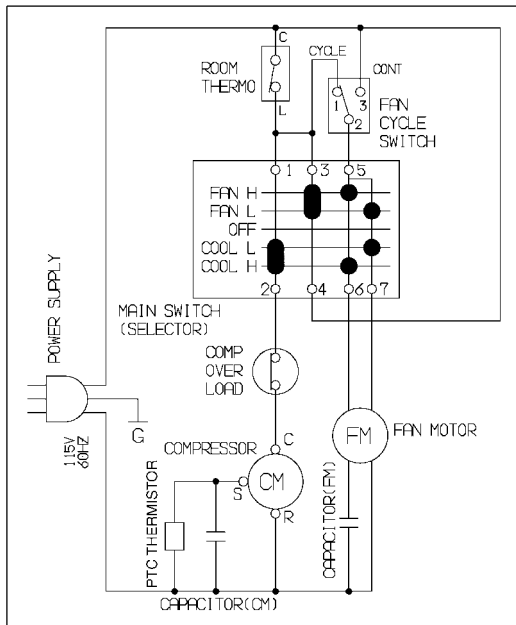 C
ROOM
THERMO
L
CYCLE
CONT
1
3
2
FAN
CYCLE
SWITCH
1
3
5
FAN H
FAN L
OFF
COOL L
COOL H
2
4
6
7
MAIN SWITCH
(SELECTOR)
POWER SUPPLY
115V
60HZ
G
COMP
OVER
LOAD
COMPRESSOR
C
S
CM
R
FM
FAN MOTOR
PTC THERMISTOR
CAPACITOR(CM)
CAPACITOR(FM)